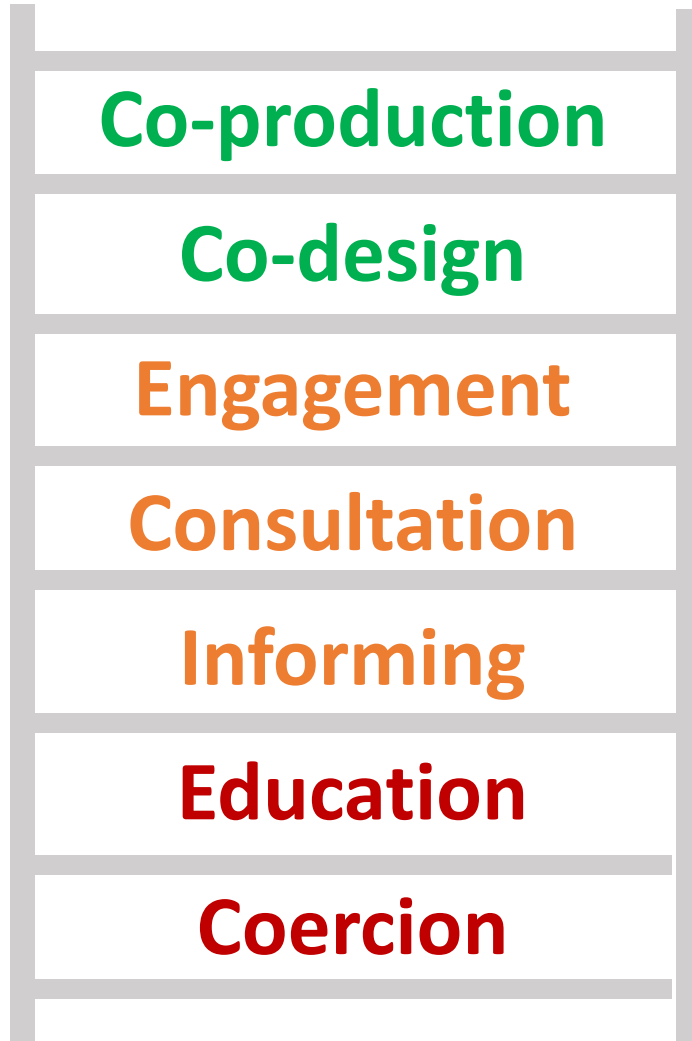 Co-production
Co-design
Engagement
Consultation
Informing
Education
Coercion